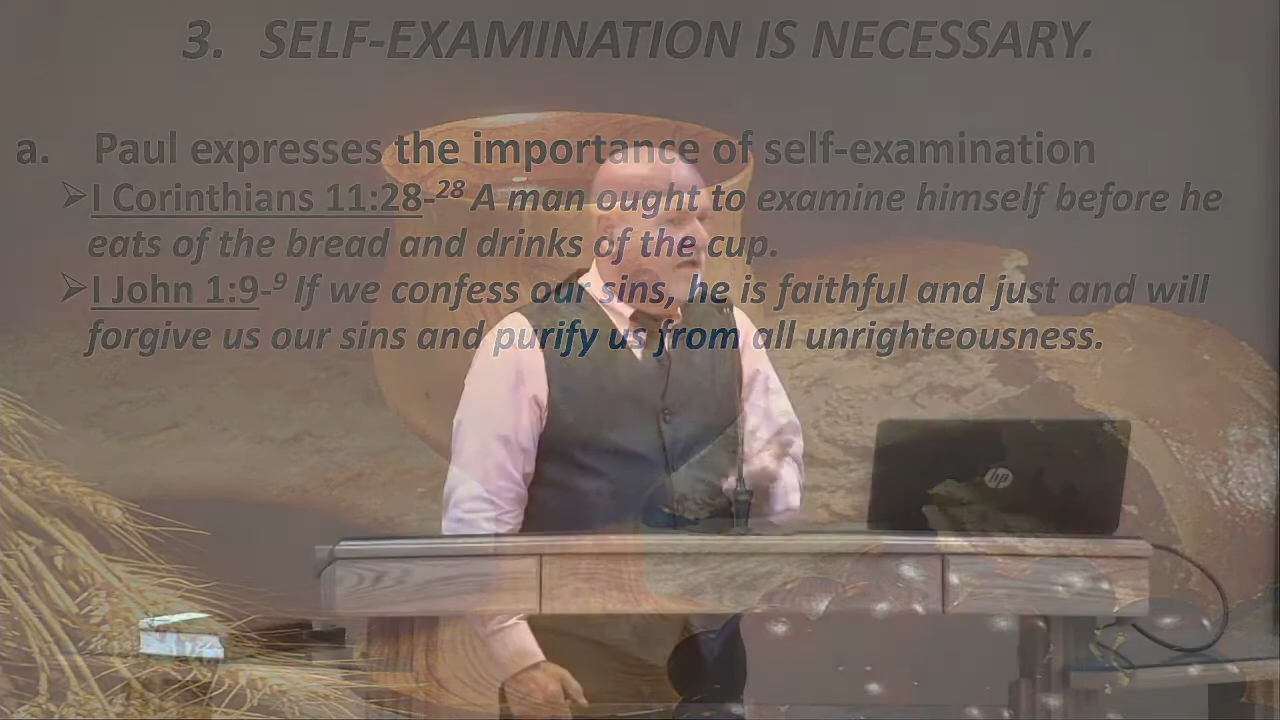 3. SELF-EXAMINATION IS NECESSARY.
a. Paul expresses the importance of self-examination
➢I Corinthians 11:28-28 A man ought to examine himself before he
eats of the bread and drinks of the cup.
➢I John 1:9-9 If we confess our sins, he is faithful and just and will
forgive us our sins and purify us from all unrighteousness.
hp